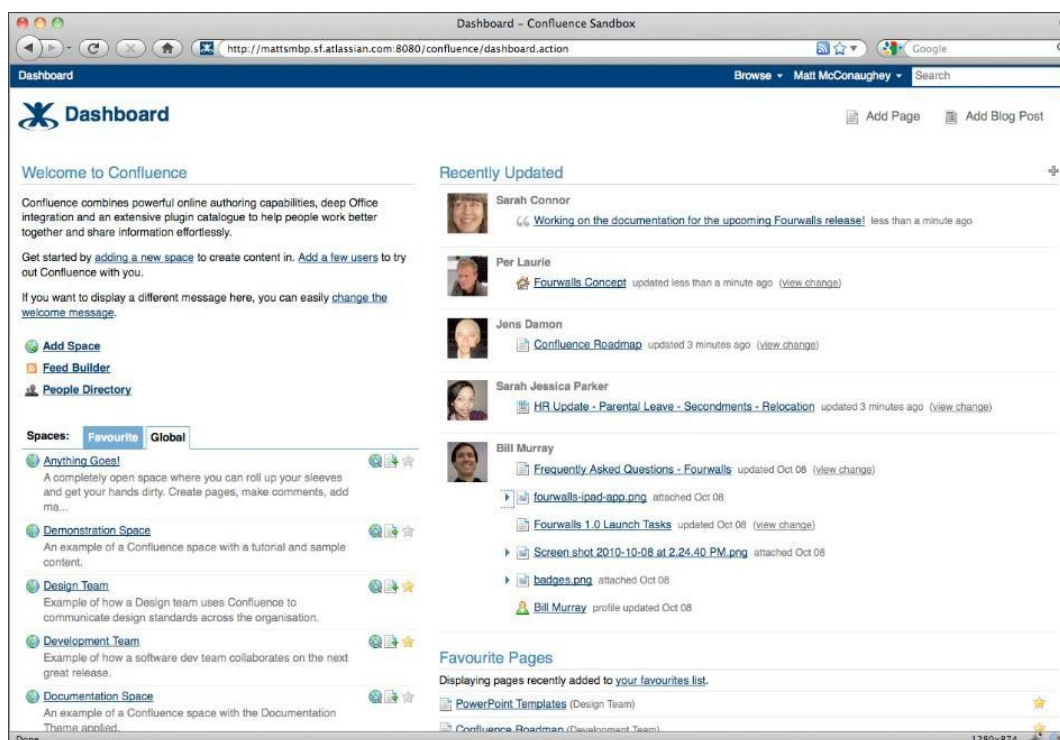 Dashboard – Confluence Sandbox
http://mattsmbp.sf.atlassian.com:8080/confluence/dashboard.action
Google
Dashboard
Browse
Matt McConaughey
Search
Dashboard
Add Page
Add Blog Post
Welcome to Confluence
Confluence combines powerful online authoring capabilities, deep Office
integration and an extensive plugin catalogue to help people work better
together and share information effortlessly.
Get started by adding a new space to create content in. Add a few users to try
out Confluence with you.
If you want to display a different message here, you can easily change the
welcome message.
Add Space
Feed Builder
People Directory
Spaces: Favourite Global
Anything Goes!
A completely open space where you can roll up your sleeves
and get your hands dirty. Create pages, make comments, add
ma...
Demonstration Space
An example of a Confluence space with a tutorial and sample
content.
Design Team
Example of how a Design team uses Confluence to
communicate design standards across the organisation.
Development Team
Example of how a software dev team collaborates on the next
great release.
Documentation Space
An example of a Confluence space with the Documentation
Theme applied.
Recently Updated
Sarah Connor
Working on the documentation for the upcoming Fourwalls release! less than a minute ago
Per Laurie
Fourwalls Concept updated less than a minute ago (view change)
Jens Damon
Confluence Roadmap updated 3 minutes ago (view change)
Sarah Jessica Parker
HR Update - Parental Leave - Secondments - Relocation updated 3 minutes ago (view change)
Bill Murray
Frequently Asked Questions - Fourwalls updated Oct 08 (view change)
fourwalls-ipad-app.png attached Oct 08
Fourwalls 1.0 Launch Tasks updated Oct 08 (view change)
Screen shot 2010-10-08 at 2.24.40 PM.png attached Oct 08
badges.png attached Oct 08
Bill Murray profile updated Oct 08
Favourite Pages
Displaying pages recently added to your favourites list.
PowerPoint Templates (Design Team)
Confluence Roadmap (Development Team)
Done
1280x874